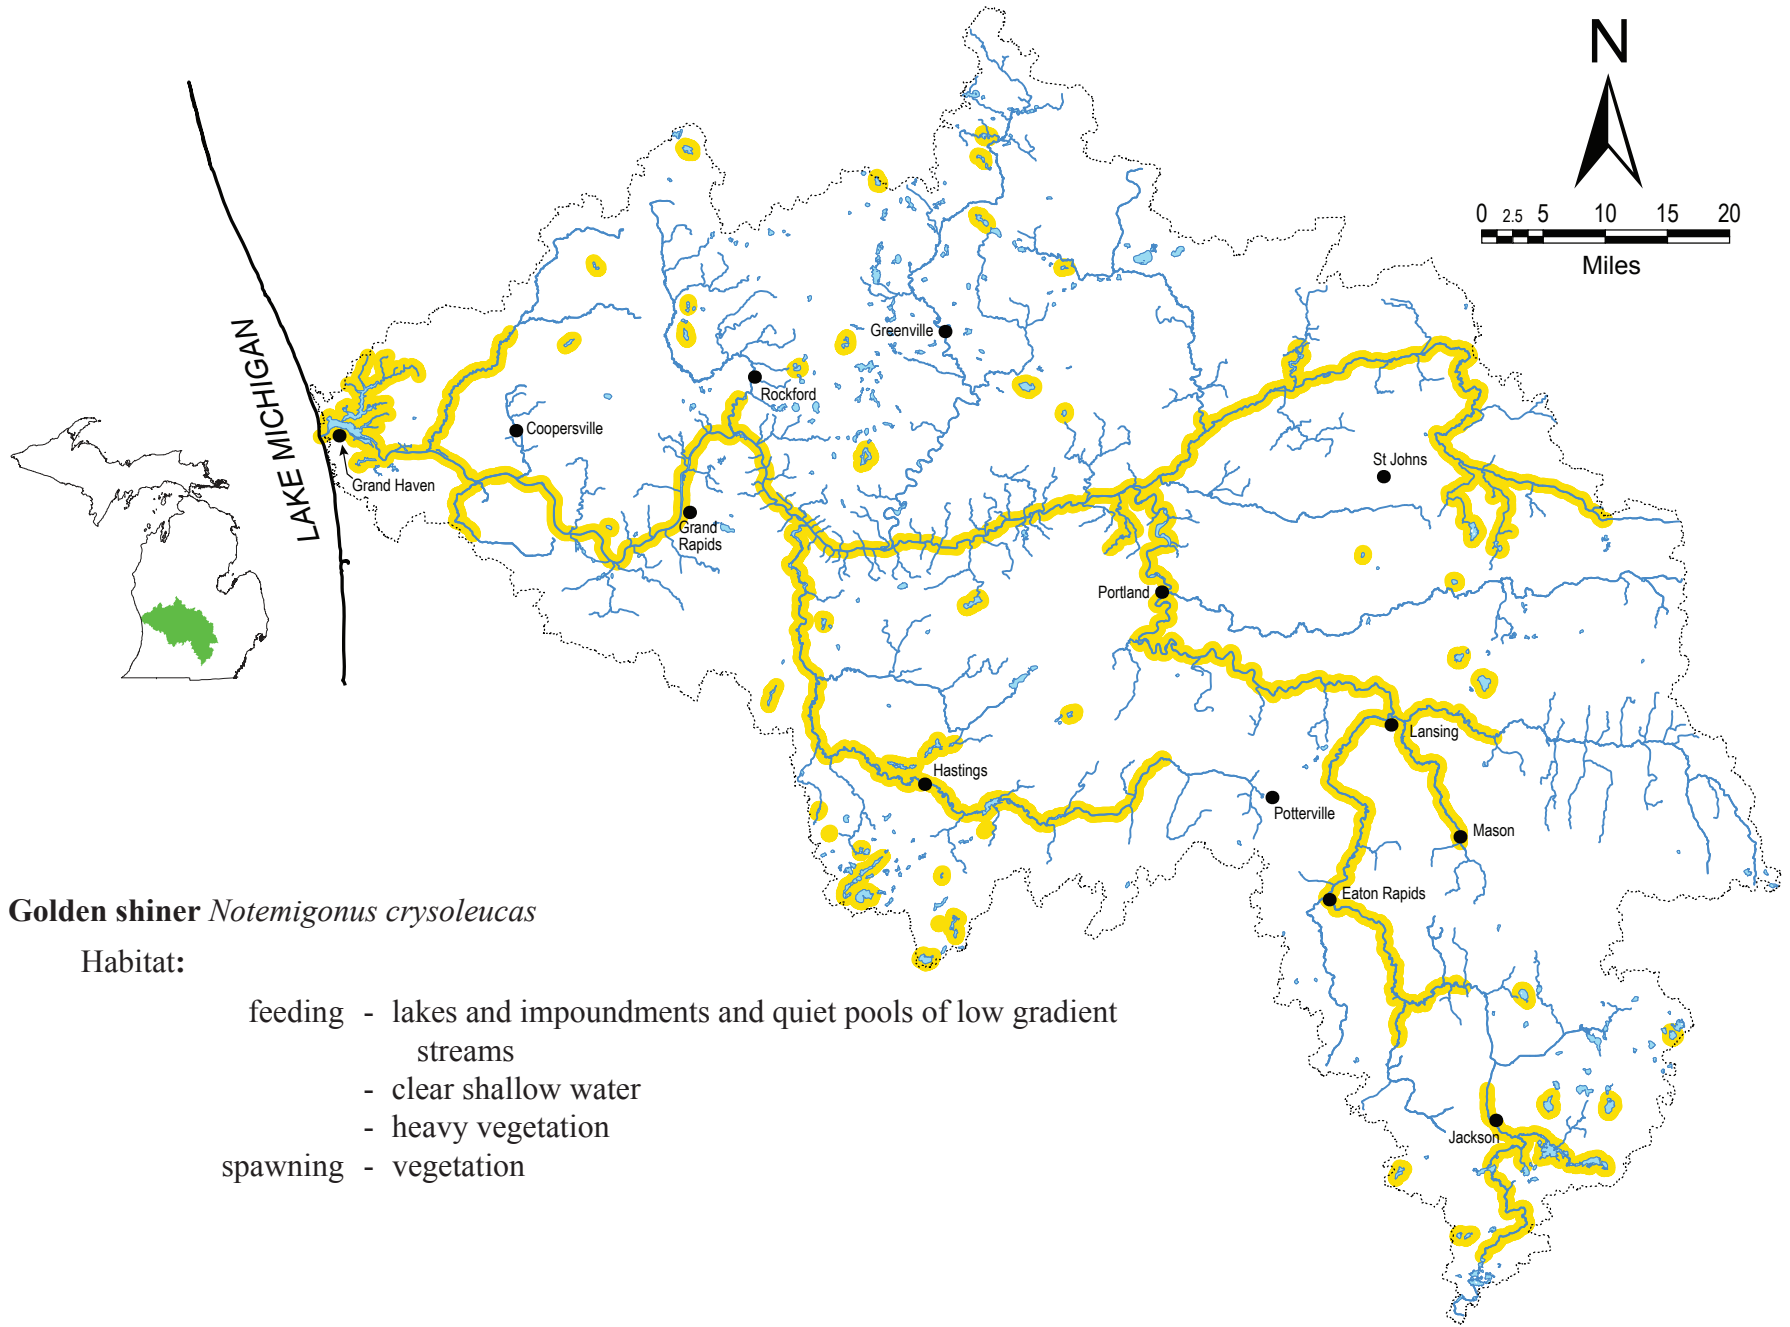 N
0 2.5 5 10 15 20
Miles
LAKE MICHIGAN
Greenville
Rockford
Coopersville
Grand Haven
St Johns
Grand
Rapids
Portland
Lansing
Hastings
Potterville
Mason
Eaton Rapids
Jackson
Golden shiner Notemigonus crysoleucas
Habitat:
feeding - lakes and impoundments and quiet pools of low gradient
streams
- clear shallow water
- heavy vegetation
spawning - vegetation